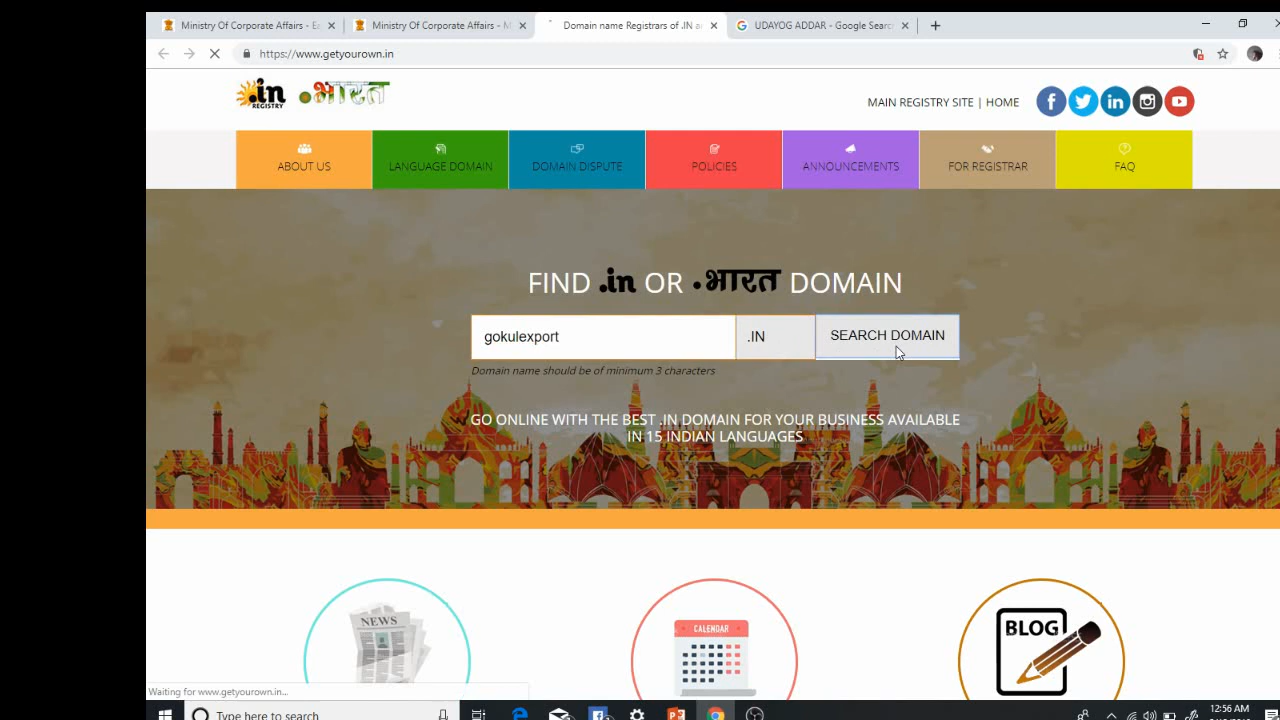 Ministry Of Corporate Affairs - Ea
Ministry Of Corporate Affairs - M
Domain name Registrars of .IN a
UDAYOG ADDAR - Google Search
https://www.getyourown.in
.in
REGISTRY
.भारत
MAIN REGISTRY SITE | HOME
ABOUT US
LANGUAGE DOMAIN
DOMAIN DISPUTE
POLICIES
ANNOUNCEMENTS
FOR REGISTRAR
FAQ
FIND .in OR .भारत DOMAIN
gokulexport
.IN
SEARCH DOMAIN
Domain name should be of minimum 3 characters
GO ONLINE WITH THE BEST .IN DOMAIN FOR YOUR BUSINESS AVAILABLE
IN 15 INDIAN LANGUAGES
NEWS
CALENDAR
BLOG
Waiting for www.getyourown.in...
Type here to search
12:56 AM